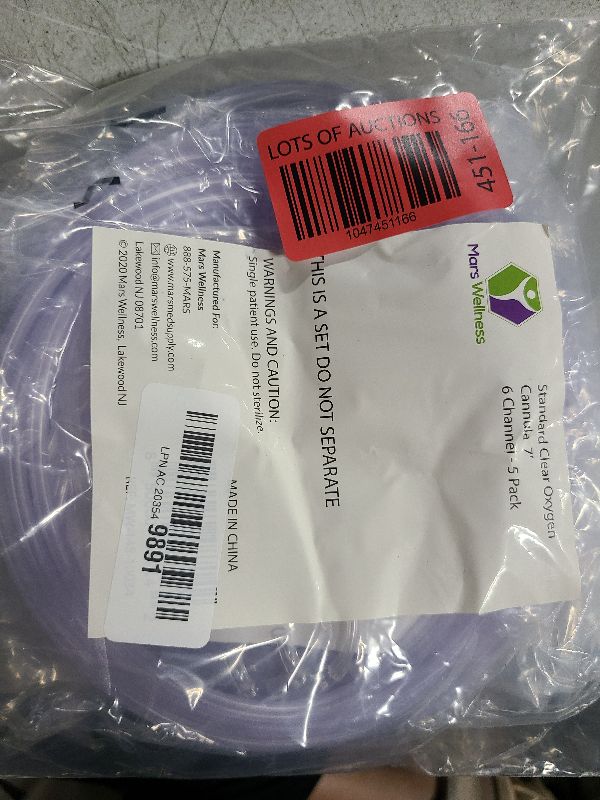 LOTS OF AUCTIONS
451-166
1047451166
Mars Wellness
Standard Clear Oxygen
Cannula 7'
6 Channel - 5 Pack
THIS IS A SET DO NOT SEPARATE
WARNINGS AND CAUTION:
Single patient use. Do not sterilize.
MADE IN CHINA
Manufactured For:
Mars Wellness
888-575-MARS
www.marsmedsupply.com
info@marswellness.com
Lakewood NJ 08701
© 2020 Mars Wellness, Lakewood NJ
LPN AC 20354 9891